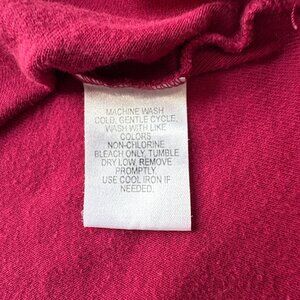 MACHINE WASH
COLD, GENTLE CYCLE,
WASH WITH LIKE
COLORS
NON-CHLORINE
BLEACH ONLY, TUMBLE
DRY LOW, REMOVE
PROMPTLY.
USE COOL IRON IF
NEEDED.